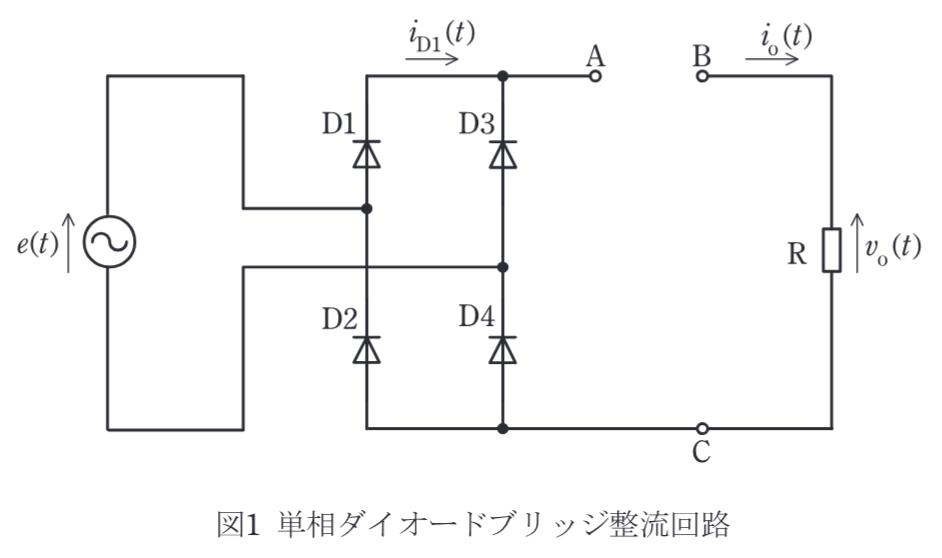 i_D1(t)
A
B
i_o(t)
D1
D3
e(t)
R
v_o(t)
D2
D4
C
図1 単相ダイオードブリッジ整流回路